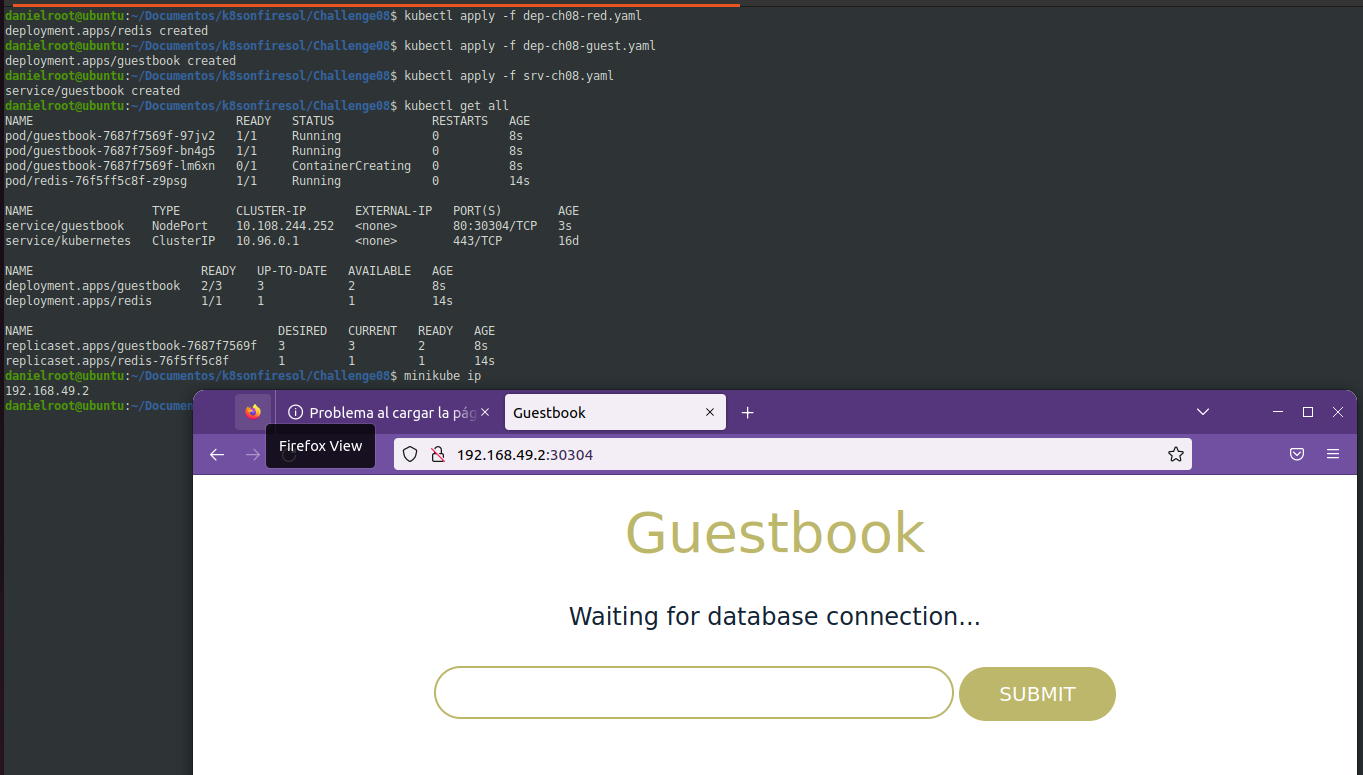 danielroot@ubuntu:~/Documentos/k8sonfiresol/Challenge08$ kubectl apply -f dep-ch08-red.yaml
deployment.apps/redis created
danielroot@ubuntu:~/Documentos/k8sonfiresol/Challenge08$ kubectl apply -f dep-ch08-guest.yaml
deployment.apps/guestbook created
danielroot@ubuntu:~/Documentos/k8sonfiresol/Challenge08$ kubectl apply -f srv-ch08.yaml
service/guestbook created
danielroot@ubuntu:~/Documentos/k8sonfiresol/Challenge08$ kubectl get all
NAME READY STATUS RESTARTS AGE
pod/guestbook-7687f7569f-97jv2 1/1 Running 0 8s
pod/guestbook-7687f7569f-bn4g5 1/1 Running 0 8s
pod/guestbook-7687f7569f-lm6xn 0/1 ContainerCreating 0 8s
pod/redis-76f5ff5c8f-z9psg 1/1 Running 0 14s
NAME TYPE CLUSTER-IP EXTERNAL-IP PORT(S) AGE
service/guestbook NodePort 10.108.244.252 <none> 80:30304/TCP 3s
service/kubernetes ClusterIP 10.96.0.1 <none> 443/TCP 16d
NAME READY UP-TO-DATE AVAILABLE AGE
deployment.apps/guestbook 2/3 3 2 8s
deployment.apps/redis 1/1 1 1 14s
NAME DESIRED CURRENT READY AGE
replicaset.apps/guestbook-7687f7569f 3 3 2 8s
replicaset.apps/redis-76f5ff5c8f 1 1 1 14s
danielroot@ubuntu:~/Documentos/k8sonfiresol/Challenge08$ minikube ip
192.168.49.2
danielroot@ubuntu:~/Documen
Problema al cargar la pág
Guestbook
Firefox View
192.168.49.2:30304
Guestbook
Waiting for database connection...
SUBMIT